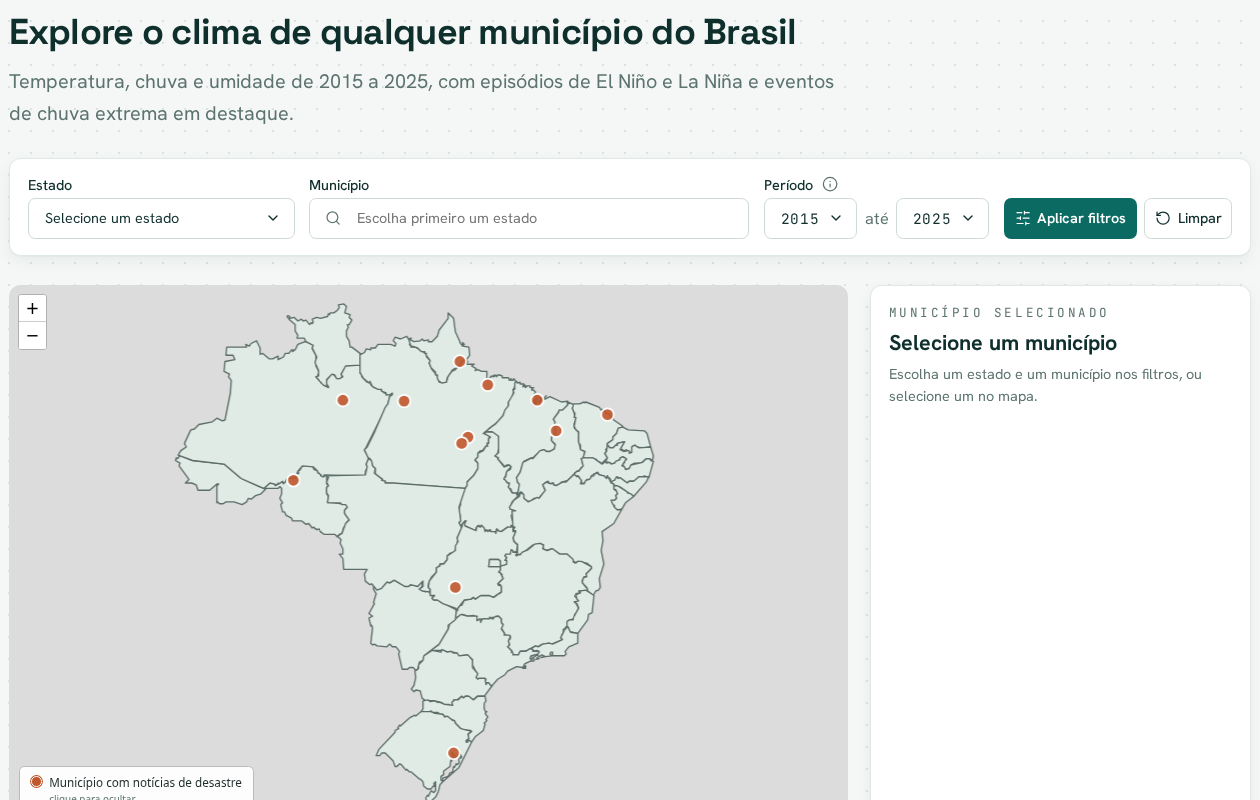 Explore o clima de qualquer município do Brasil
Temperatura, chuva e umidade de 2015 a 2025, com episódios de El Niño e La Niña e eventos
de chuva extrema em destaque.
Estado
Município
Período
Selecione um estado
Escolha primeiro um estado
2015
até
2025
Aplicar filtros
Limpar
+
−
MUNICÍPIO SELECIONADO
Selecione um município
Escolha um estado e um município nos filtros, ou
selecione um no mapa.
Município com notícias de desastre
clique para ocultar